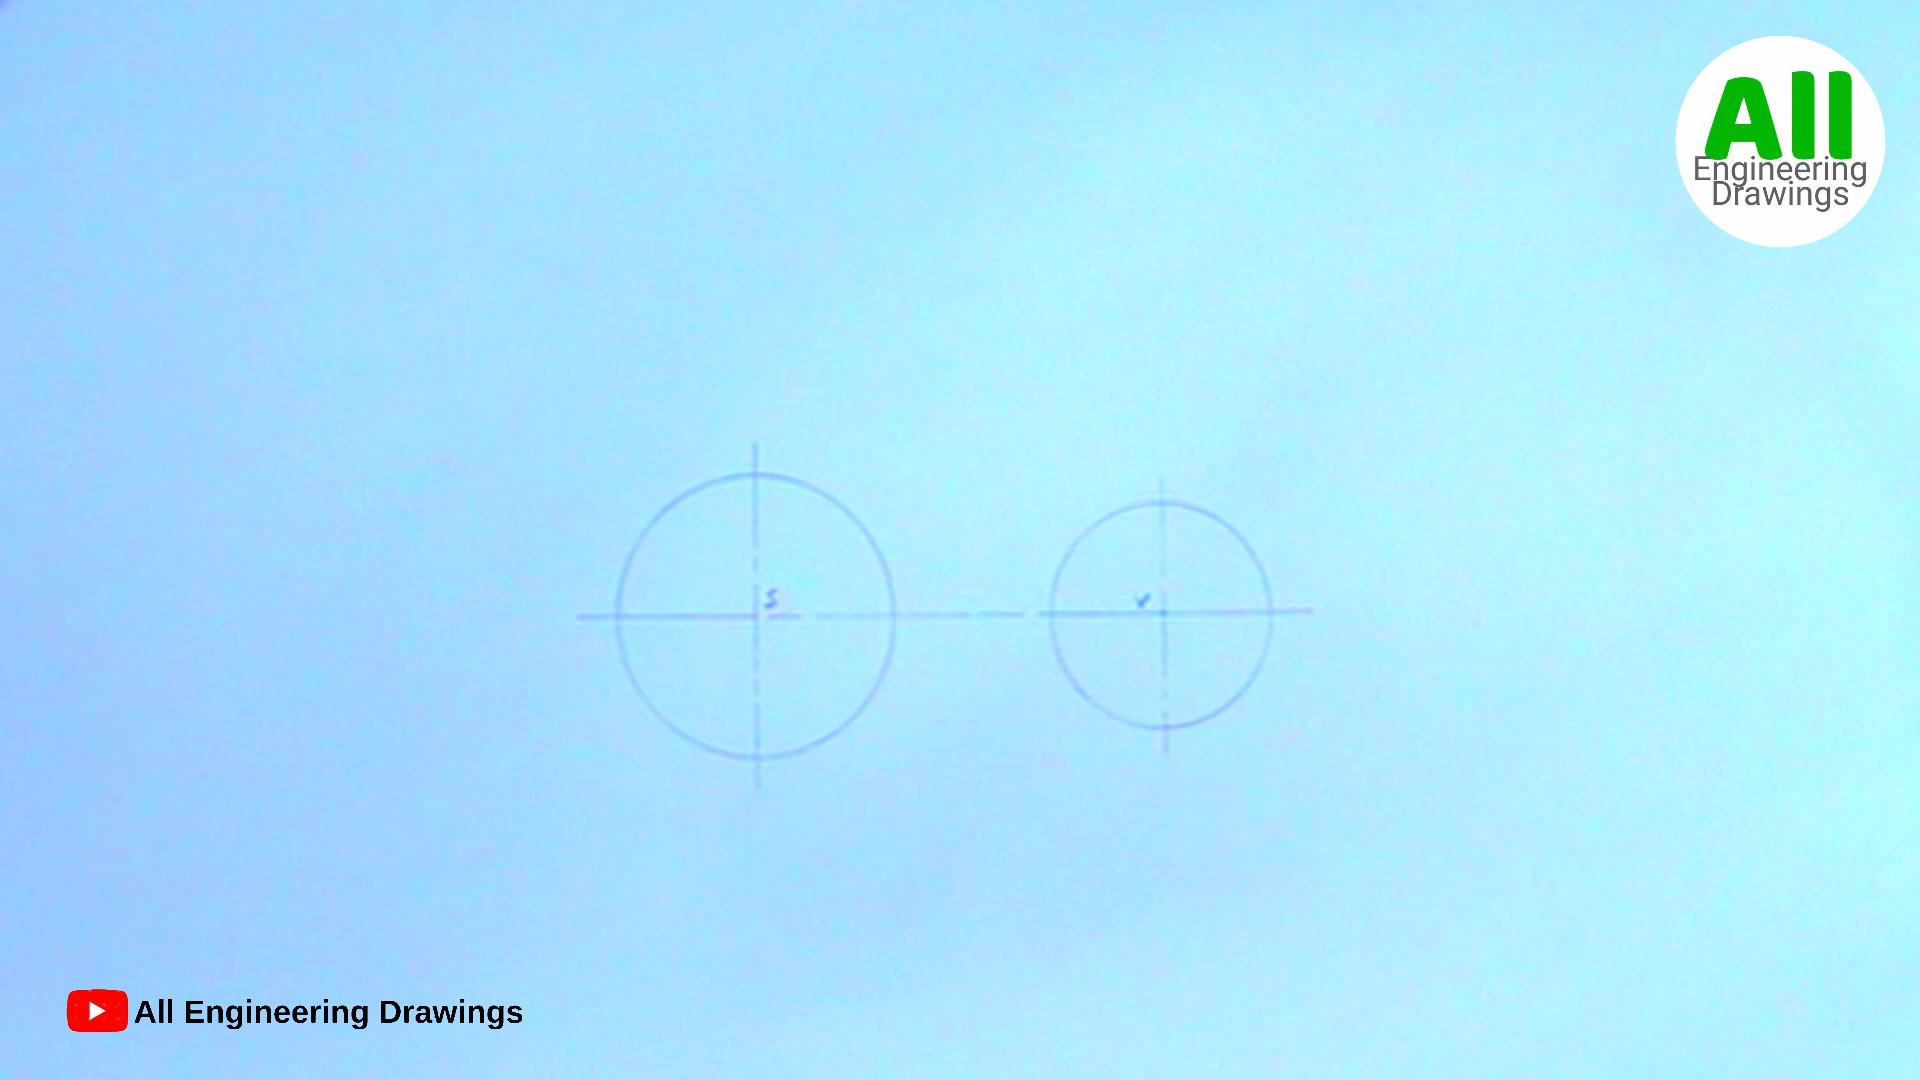 All
Engineering
Drawings
S
All Engineering Drawings